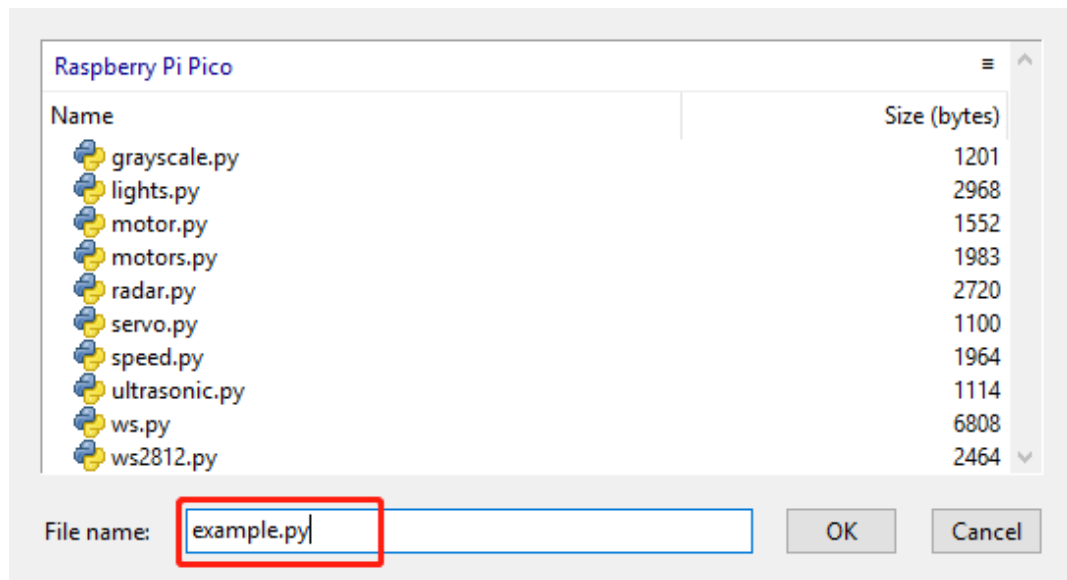 Raspberry Pi Pico ≡
Name Size (bytes)
grayscale.py 1201
lights.py 2968
motor.py 1552
motors.py 1983
radar.py 2720
servo.py 1100
speed.py 1964
ultrasonic.py 1114
ws.py 6808
ws2812.py 2464
File name: example.py OK Cancel